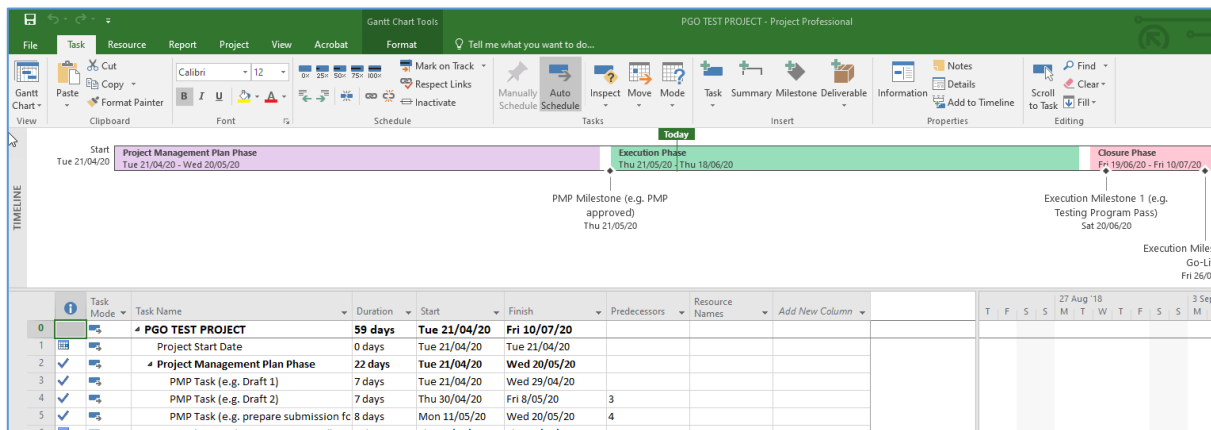 Gantt Chart Tools
PGO TEST PROJECT - Project Professional
File Task Resource Report Project View Acrobat Format Tell me what you want to do...
Gantt Chart
View
Paste
Cut
Copy
Format Painter
Clipboard
Calibri 12
B I U A
Font
0% 25% 50% 75% 100%
Mark on Track
Respect Links
Inactivate
Schedule
Manually Schedule
Auto Schedule
Inspect Move Mode
Tasks
Task Summary Milestone Deliverable
Insert
Information
Notes
Details
Add to Timeline
Properties
Scroll to Task
Find
Clear
Fill
Editing
TIMELINE
Today
Start
Tue 21/04/20
Project Management Plan Phase
Tue 21/04/20 - Wed 20/05/20
Execution Phase
Thu 21/05/20 - Thu 18/06/20
Closure Phase
Fri 19/06/20 - Fri 10/07/20
PMP Milestone (e.g. PMP
approved)
Thu 21/05/20
Execution Milestone 1 (e.g.
Testing Program Pass)
Sat 20/06/20
Execution Miles
Go-Li
Fri 26/0
Task Mode Task Name Duration Start Finish Predecessors Resource Names Add New Column
27 Aug '18 3 Sep
T F S S M T W T F S S M
0 PGO TEST PROJECT 59 days Tue 21/04/20 Fri 10/07/20
1 Project Start Date 0 days Tue 21/04/20 Tue 21/04/20
2 Project Management Plan Phase 22 days Tue 21/04/20 Wed 20/05/20
3 PMP Task (e.g. Draft 1) 7 days Tue 21/04/20 Wed 29/04/20
4 PMP Task (e.g. Draft 2) 7 days Thu 30/04/20 Fri 8/05/20 3
5 PMP Task (e.g. prepare submission fc 8 days Mon 11/05/20 Wed 20/05/20 4